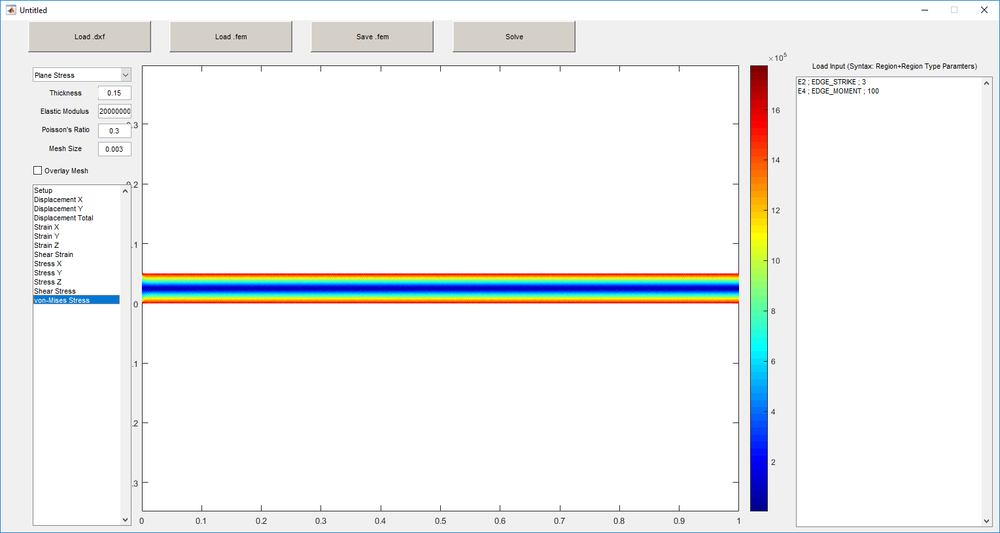 Untitled
Load .dxf
Load .fem
Save .fem
Solve
Plane Stress
Thickness
0.15
Elastic Modulus
20000000
Poisson's Ratio
0.3
Mesh Size
0.003
Overlay Mesh
Setup
Displacement X
Displacement Y
Displacement Total
Strain X
Strain Y
Strain Z
Shear Strain
Stress X
Stress Y
Stress Z
Shear Stress
von-Mises Stress
0.3
0.2
.1
0
.1
.2
.3
0
0.1
0.2
0.3
0.4
0.5
0.6
0.7
0.8
0.9
1
×10⁵
16
14
12
10
8
6
4
2
Load Input (Syntax: Region+Region Type Paramters)
E2 ; EDGE_STRIKE ; 3
E4 ; EDGE_MOMENT ; 100